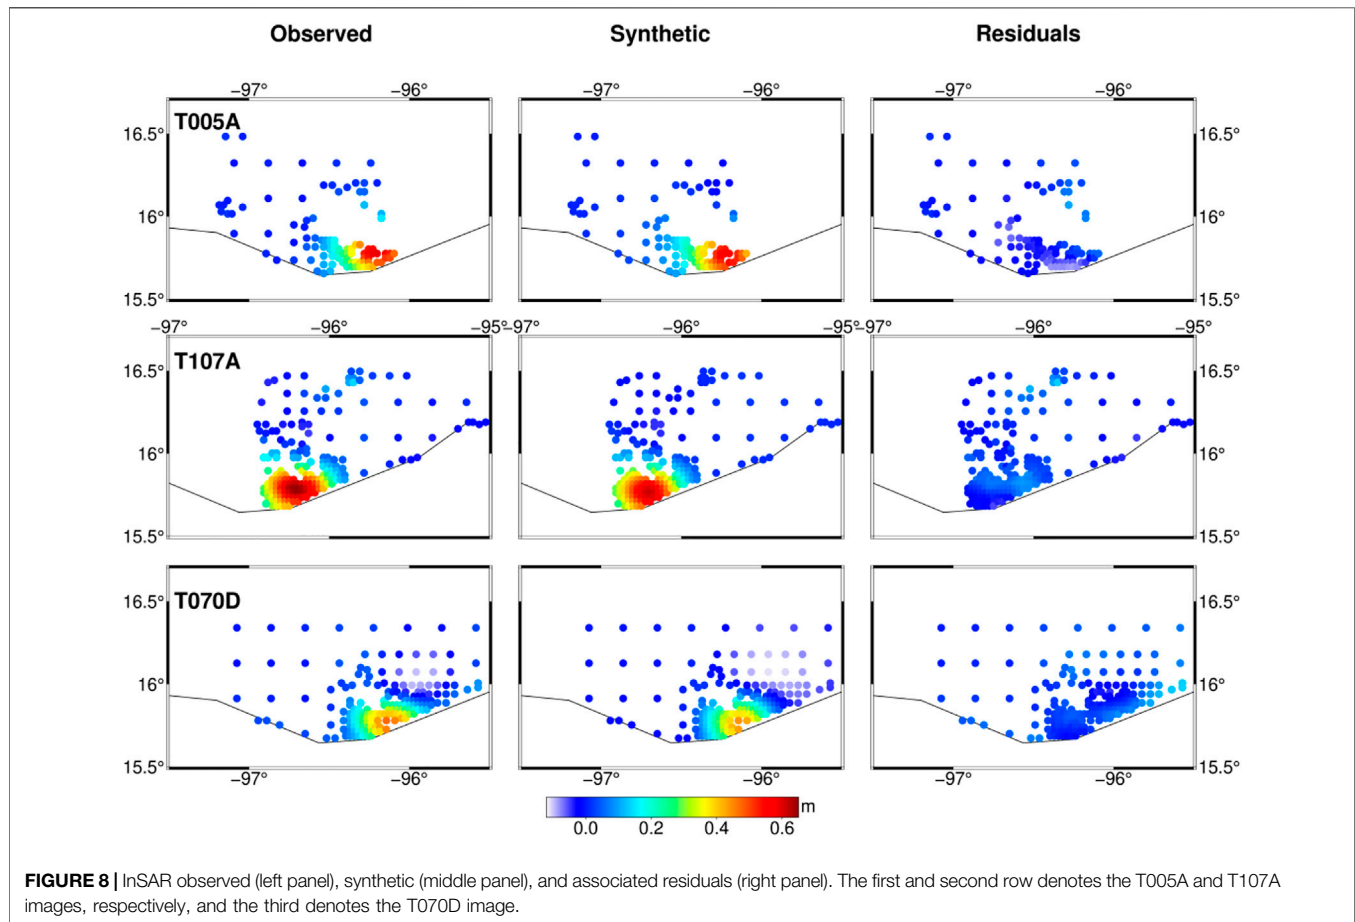 Observed Synthetic Residuals
−97° −96° −97° −96° −97° −96°
T005A
16.5° 16.5°
16° 16°
15.5° 15.5°
−97° −96° −95° −97° −96° −95° −97° −96° −95°
T107A
16.5° 16.5°
16° 16°
15.5° 15.5°
T070D
16.5° 16.5°
16° 16°
15.5° 15.5°
−97° −96° −97° −96° −97° −96°
m
0.0 0.2 0.4 0.6
FIGURE 8 | InSAR observed (left panel), synthetic (middle panel), and associated residuals (right panel). The first and second row denotes the T005A and T107A
images, respectively, and the third denotes the T070D image.